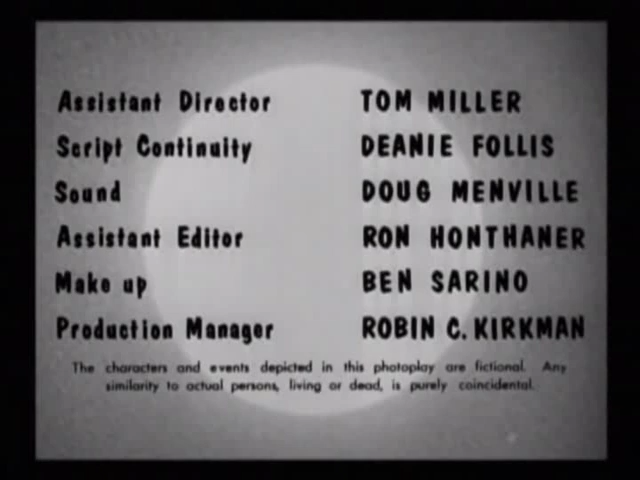 Assistant Director TOM MILLER
Script Continuity DEANIE FOLLIS
Sound DOUG MENVILLE
Assistant Editor RON HONTHANER
Make up BEN SARINO
Production Manager ROBIN C. KIRKMAN
The characters and events depicted in this photoplay are fictional. Any
similarity to actual persons, living or dead, is purely coincidental.